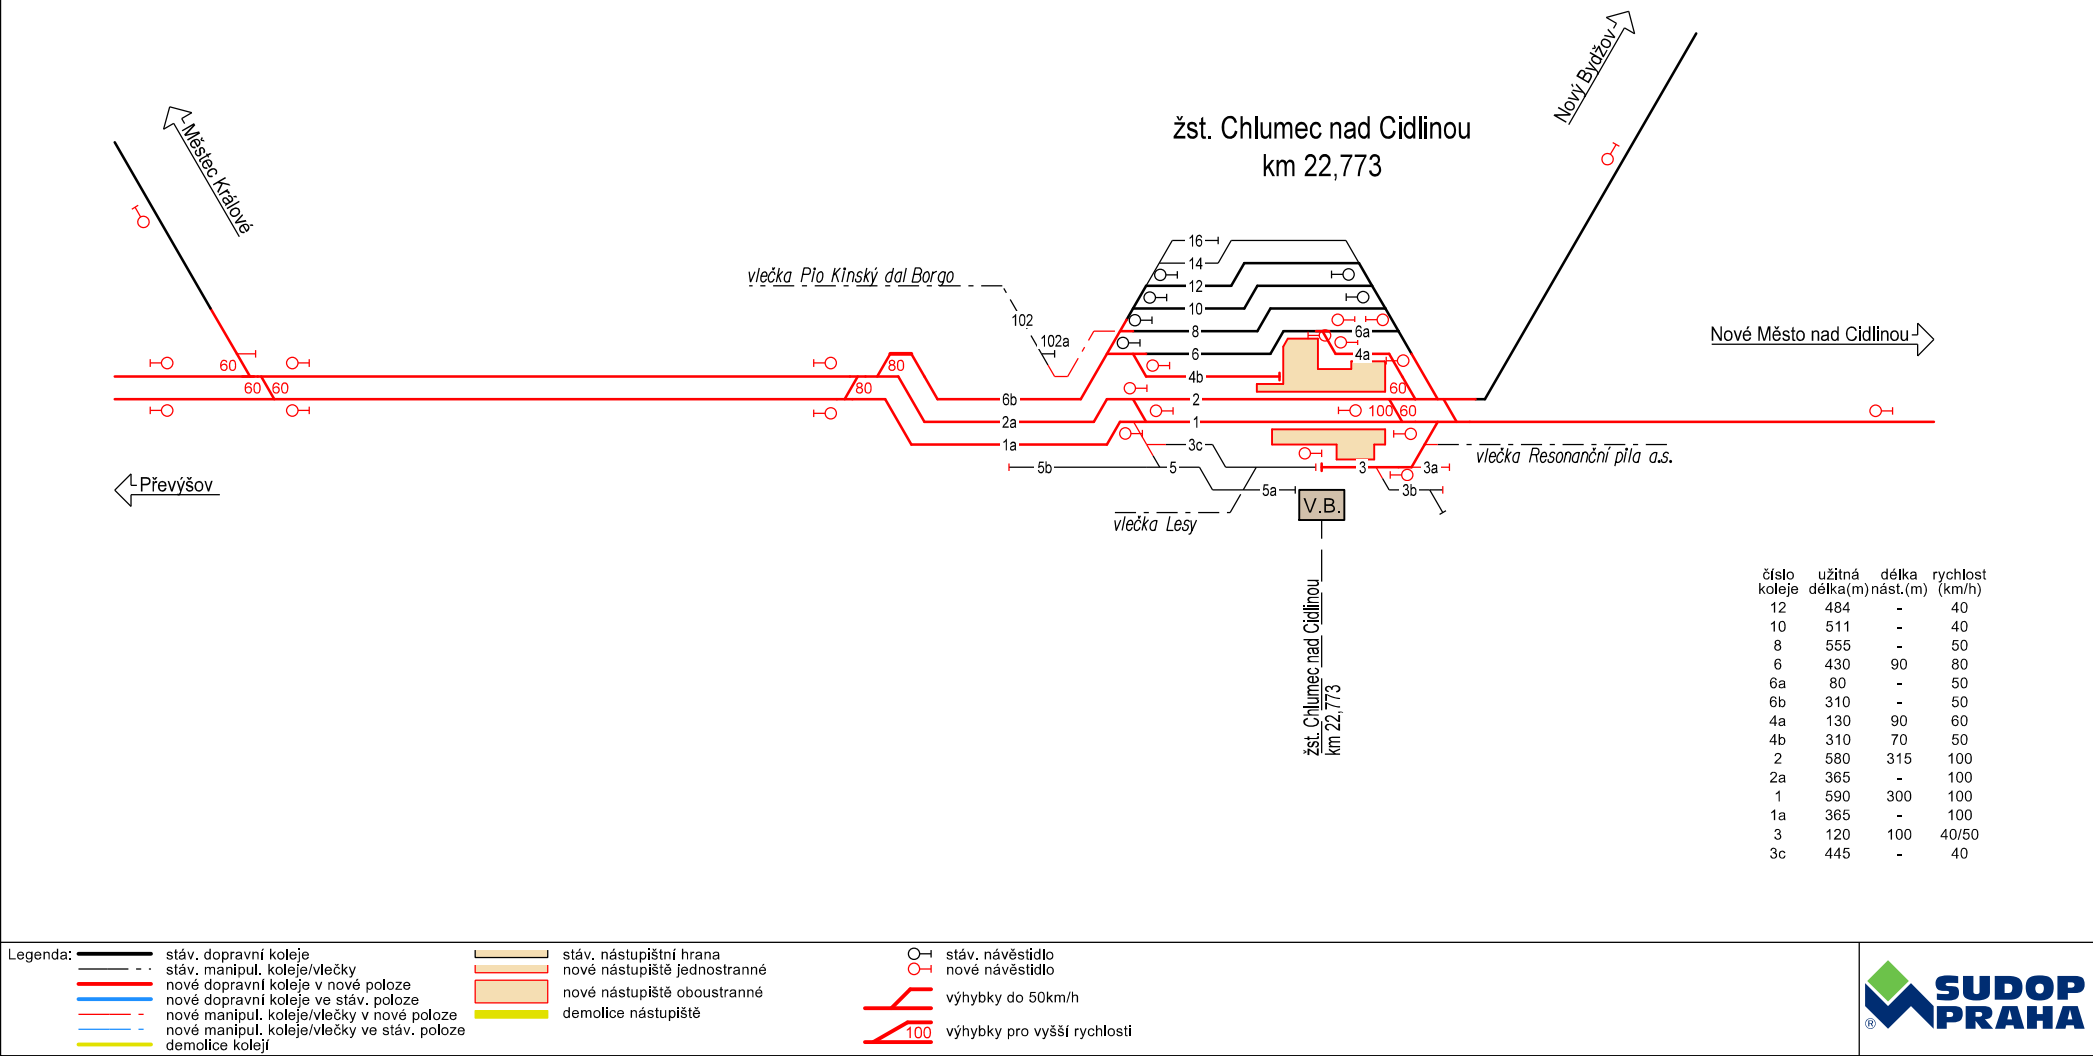 žst. Chlumec nad Cidlinou
km 22,773
Městec Králové
Nový Bydžov
Nové Město nad Cidlinou
Převýšov
vlečka Pio Kinský dal Borgo
102
102a
16
14
12
10
8
6
6a
4a
4b
6b
2
2a
1
1a
3c
5b
5
5a
3
3a
3b
60
60
60
80
80
60
100
60
vlečka Resonanční pila a.s.
vlečka Lesy
V.B.
žst. Chlumec nad Cidlinou
km 22,773
číslo koleje užitná délka(m) délka nást.(m) rychlost (km/h)
12 484 - 40
10 511 - 40
8 555 - 50
6 430 90 80
6a 80 - 50
6b 310 - 50
4a 130 90 60
4b 310 70 50
2 580 315 100
2a 365 - 100
1 590 300 100
1a 365 - 100
3 120 100 40/50
3c 445 - 40
Legenda:
stáv. dopravní koleje
stáv. manipul. koleje/vlečky
nové dopravní koleje v nové poloze
nové dopravní koleje ve stáv. poloze
nové manipul. koleje/vlečky v nové poloze
nové manipul. koleje/vlečky ve stáv. poloze
demolice kolejí
stáv. nástupištní hrana
nové nástupiště jednostranné
nové nástupiště oboustranné
demolice nástupiště
stáv. návěstidlo
nové návěstidlo
výhybky do 50km/h
100
výhybky pro vyšší rychlosti
®
SUDOP
PRAHA